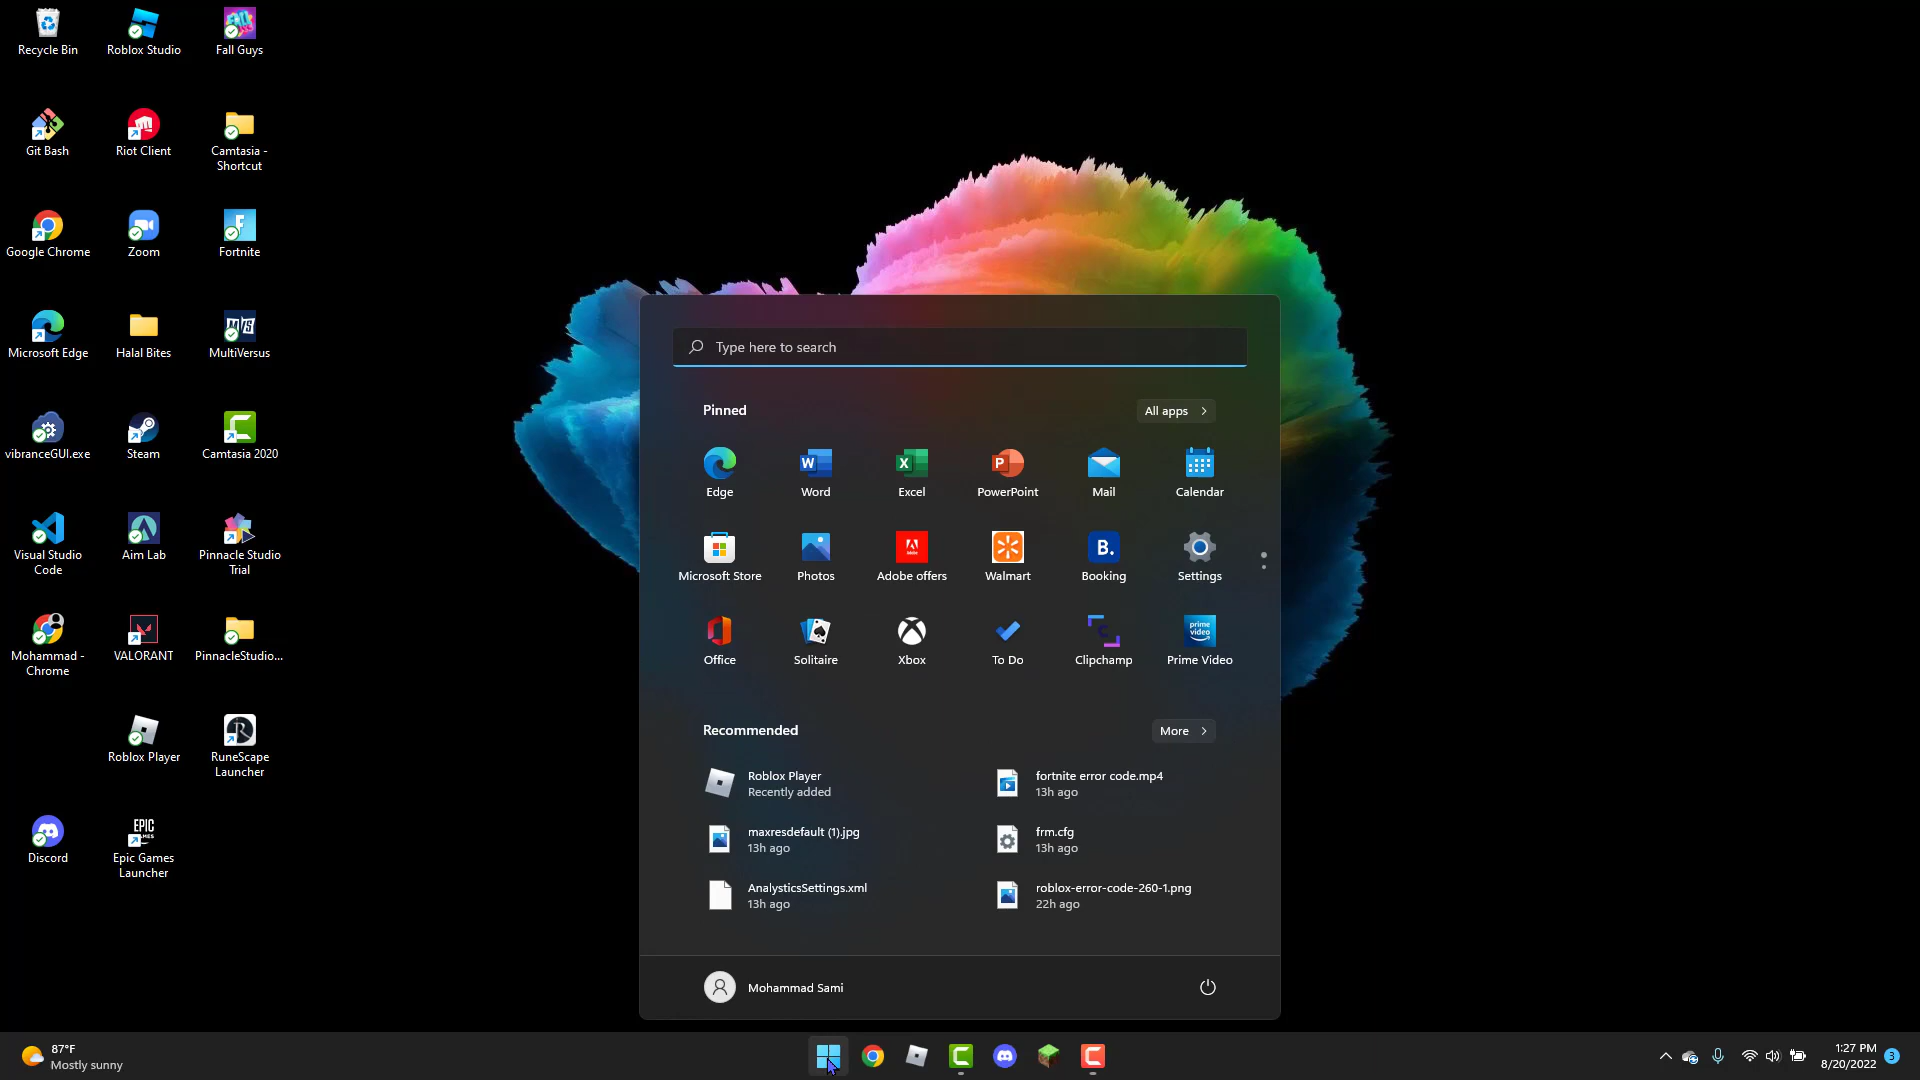 Recycle Bin
Roblox Studio
Fall Guys
Git Bash
Riot Client
Camtasia -
Shortcut
Google Chrome
Zoom
Fortnite
Microsoft Edge
Halal Bites
MultiVersus
vibranceGUI.exe
Steam
Camtasia 2020
Visual Studio
Code
Aim Lab
Pinnacle Studio
Trial
Mohammad -
Chrome
VALORANT
PinnacleStudio...
Roblox Player
RuneScape
Launcher
Discord
EPIC
GAMES
Epic Games
Launcher
Type here to search
Pinned
All apps
Edge
Word
Excel
PowerPoint
Mail
Calendar
Microsoft Store
Photos
Adobe offers
Walmart
B.
Booking
Settings
Office
Solitaire
Xbox
To Do
Clipchamp
prime
video
Prime Video
Recommended
More
Roblox Player
Recently added
fortnite error code.mp4
13h ago
maxresdefault (1).jpg
13h ago
frm.cfg
13h ago
AnalysticsSettings.xml
13h ago
roblox-error-code-260-1.png
22h ago
Mohammad Sami
87°F
Mostly sunny
1:27 PM
8/20/2022
3